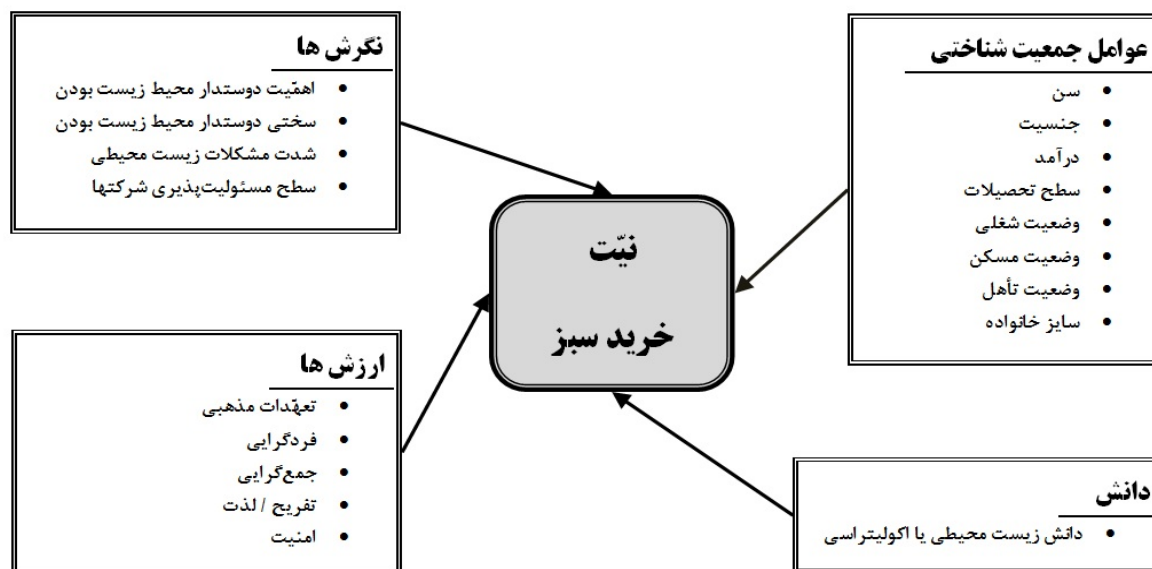 عوامل جمعیت شناختی
سن
جنسیت
درآمد
سطح تحصیلات
وضعیت شغلی
وضعیت مسکن
وضعیت تأهل
سایز خانواده
نگرش ها
اهمّیت دوستدار محیط زیست بودن
سختی دوستدار محیط زیست بودن
شدت مشکلات زیست محیطی
سطح مسئولیت‌پذیری شرکتها
نیّت
خرید سبز
دانش
دانش زیست محیطی یا اکولیتراسی
ارزش ها
تعهّدات مذهبی
فردگرایی
جمع‌گرایی
تفریح / لذت
امنیت